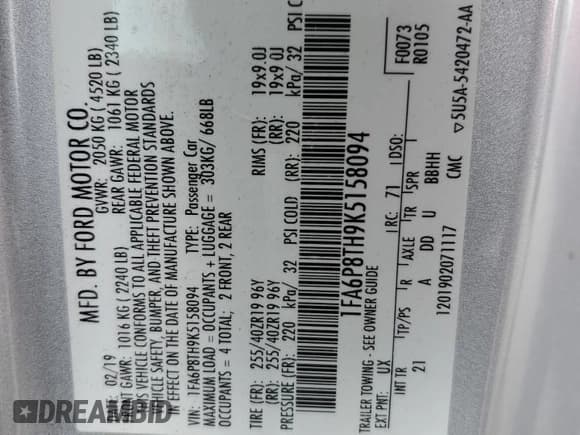 MFD. BY FORD MOTOR CO.
DATE: 02/19 GVWR: 2050 KG ( 4520 LB)
FRONT GAWR: 1016 KG ( 2240 LB) REAR GAWR: 1061 KG ( 2340 LB)
THIS VEHICLE CONFORMS TO ALL APPLICABLE FEDERAL MOTOR
VEHICLE SAFETY, BUMPER, AND THEFT PREVENTION STANDARDS
IN EFFECT ON THE DATE OF MANUFACTURE SHOWN ABOVE.
VIN: 1FA6P8TH9K5158094 TYPE: Passenger Car
MAXIMUM LOAD = OCCUPANTS + LUGGAGE = 303KG/ 668LB
OCCUPANTS = 4 TOTAL; 2 FRONT, 2 REAR
TIRE (FR): 255/40ZR19 96Y RIMS (FR): 19x9.0J
(RR): 255/40ZR19 96Y (RR): 19x9.0J
PRESSURE (FR): 220 kPa/ 32 PSI COLD (RR): 220 kPa/ 32 PSI C
1FA6P8TH9K5158094
F0073
R0105
TRAILER TOWING - SEE OWNER GUIDE
EXT PNT: UX RC: 71 DSO:
INT TR TP/PS R AXLE TR SPR
21 A DD U BBHH
1201902071117 CMC ▽5U5A-5420472-AA
DREAMBID
© DREAMBID